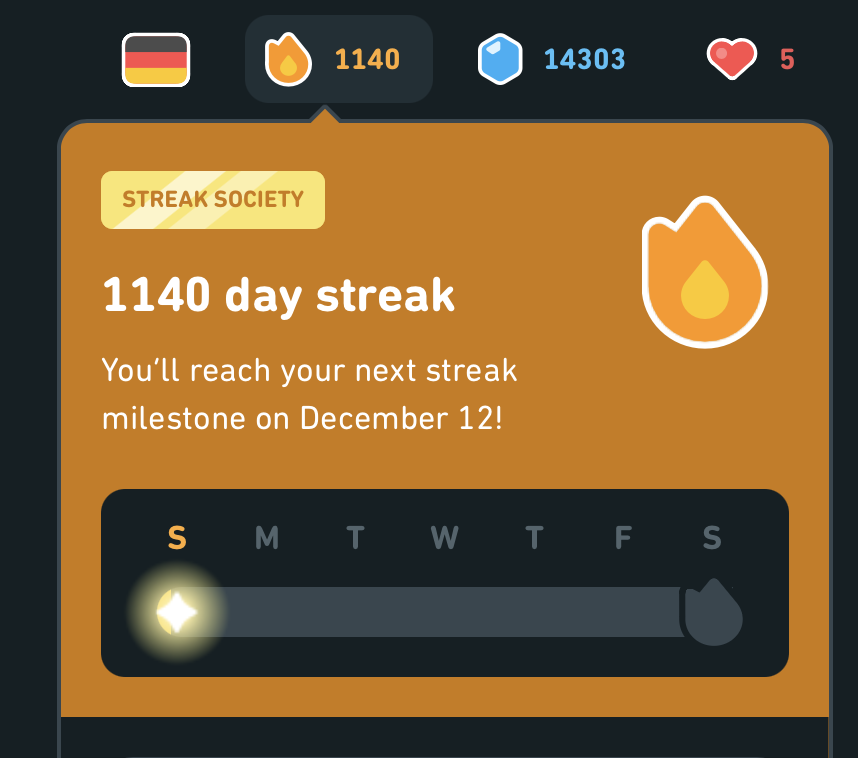 1140 14303 5
STREAK SOCIETY
1140 day streak
You'll reach your next streak
milestone on December 12!
S M T W T F S